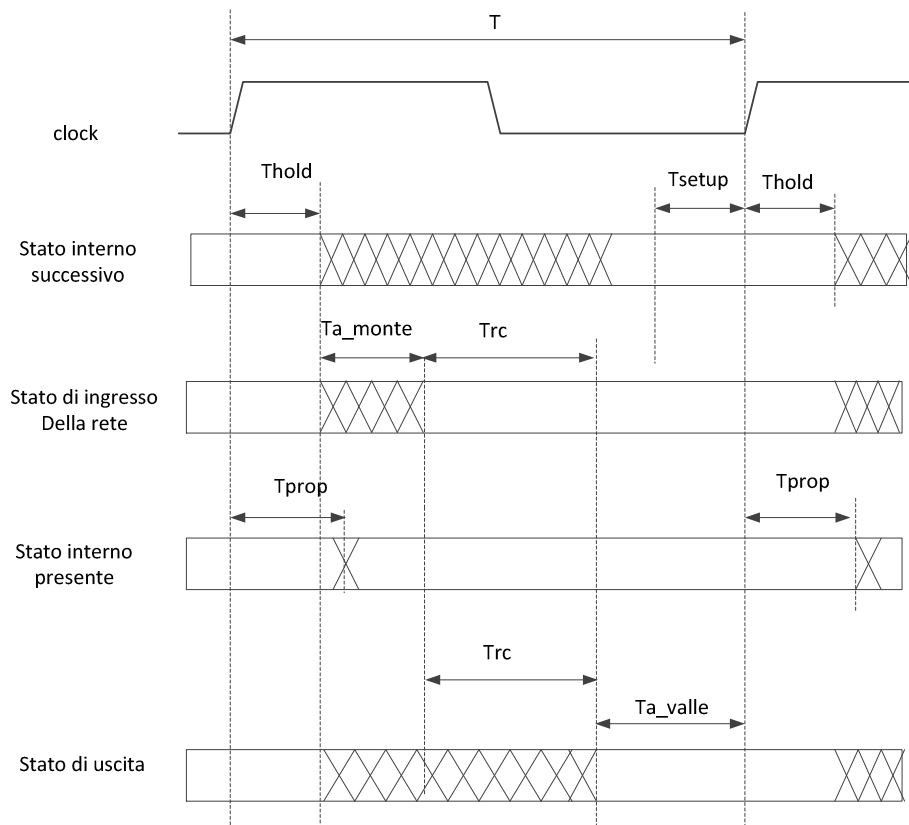 T
clock
Thold
Tsetup
Thold
Stato interno
successivo
Ta_monte
Trc
Stato di ingresso
Della rete
Tprop
Tprop
Stato interno
presente
Trc
Ta_valle
Stato di uscita